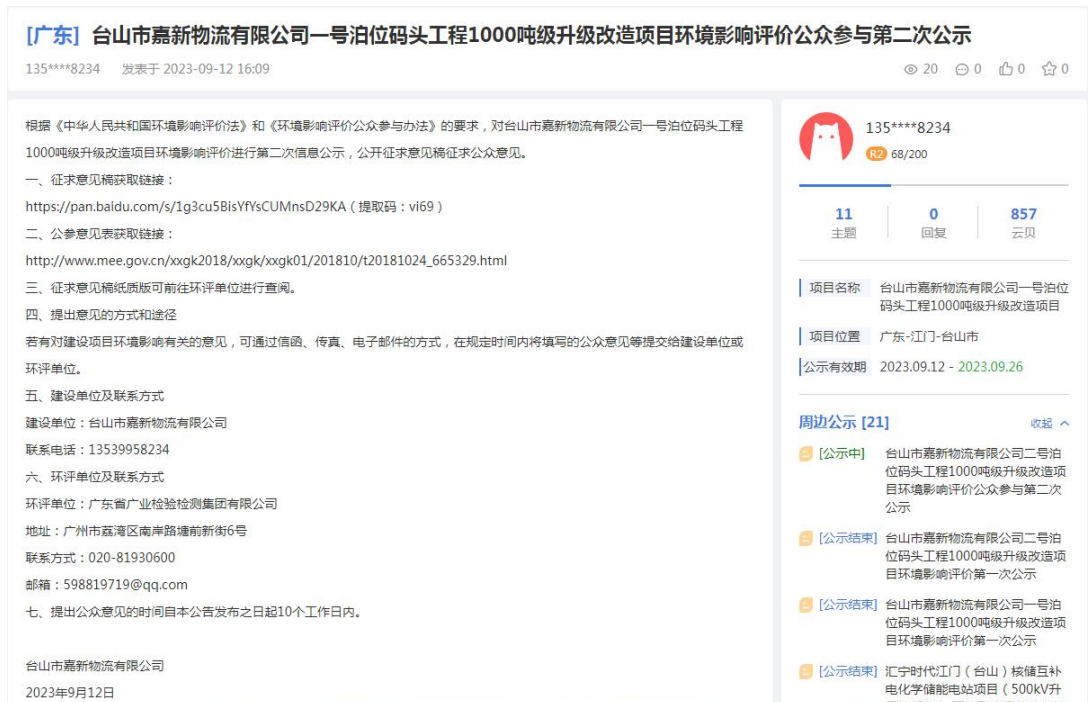 [广东] 台山市嘉新物流有限公司一号泊位码头工程1000吨级升级改造项目环境影响评价公众参与第二次公示
135****8234 发表于 2023-09-12 16:09
20 0 0 0
根据《中华人民共和国环境影响评价法》和《环境影响评价公众参与办法》的要求，对台山市嘉新物流有限公司一号泊位码头工程
1000吨级升级改造项目环境影响评价进行第二次信息公示，公开征求意见稿征求公众意见。
一、征求意见稿获取链接：
https://pan.baidu.com/s/1g3cu5BisYfYsCUMnsD29KA（提取码：vi69）
二、公参意见表获取链接：
http://www.mee.gov.cn/xxgk2018/xxgk/xxgk01/201810/t20181024_665329.html
三、征求意见稿纸质版可前往环评单位进行查阅。
四、提出意见的方式和途径
若有对建设项目环境影响有关的意见，可通过信函、传真、电子邮件的方式，在规定时间内将填写的公众意见等提交给建设单位或
环评单位。
五、建设单位及联系方式
建设单位：台山市嘉新物流有限公司
联系电话：13539958234
六、环评单位及联系方式
环评单位：广东省广业检验检测集团有限公司
地址：广州市荔湾区南岸路塘前新街6号
联系方式：020-81930600
邮箱：598819719@qq.com
七、提出公众意见的时间自本公告发布之日起10个工作日内。
台山市嘉新物流有限公司
2023年9月12日
135****8234
R2 68/200
11 0 857
主题 回复 云贝
项目名称 台山市嘉新物流有限公司一号泊位
码头工程1000吨级升级改造项目
项目位置 广东-江门-台山市
公示有效期 2023.09.12 - 2023.09.26
周边公示 [21] 收起
[公示中] 台山市嘉新物流有限公司二号泊
位码头工程1000吨级升级改造项
目环境影响评价公众参与第二次
公示
[公示结束] 台山市嘉新物流有限公司二号泊
位码头工程1000吨级升级改造项
目环境影响评价第一次公示
[公示结束] 台山市嘉新物流有限公司一号泊
位码头工程1000吨级升级改造项
目环境影响评价第一次公示
[公示结束] 汇宁时代江门（台山）核储互补
电化学储能电站项目（500kV升